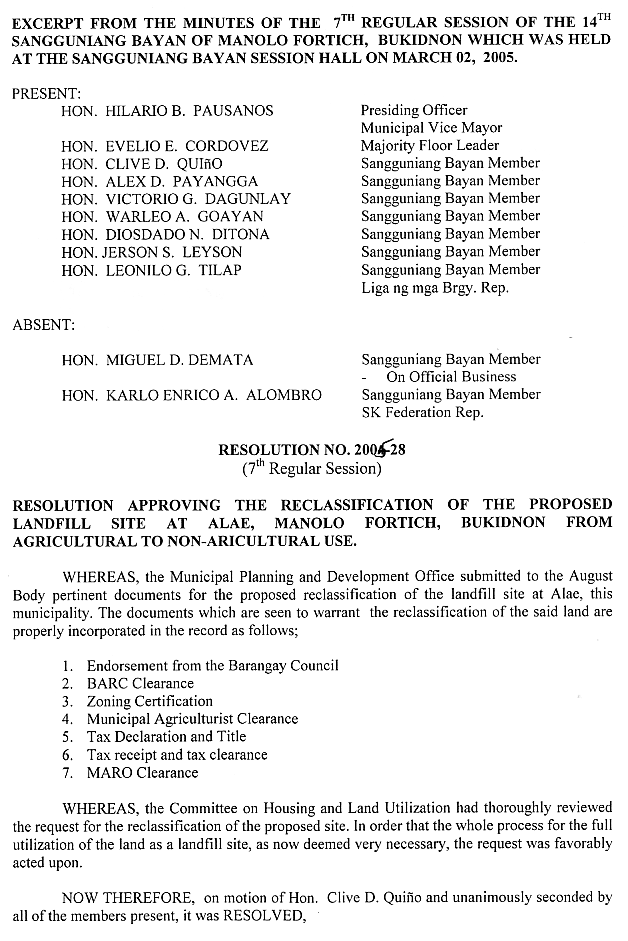 EXCERPT FROM THE MINUTES OF THE 7TH REGULAR SESSION OF THE 14TH
SANGGUNIANG BAYAN OF MANOLO FORTICH, BUKIDNON WHICH WAS HELD
AT THE SANGGUNIANG BAYAN SESSION HALL ON MARCH 02, 2005.
PRESENT:
HON. HILARIO B. PAUSANOS Presiding Officer
Municipal Vice Mayor
HON. EVELIO E. CORDOVEZ Majority Floor Leader
HON. CLIVE D. QUIñO Sangguniang Bayan Member
HON. ALEX D. PAYANGGA Sangguniang Bayan Member
HON. VICTORIO G. DAGUNLAY Sangguniang Bayan Member
HON. WARLEO A. GOAYAN Sangguniang Bayan Member
HON. DIOSDADO N. DITONA Sangguniang Bayan Member
HON. JERSON S. LEYSON Sangguniang Bayan Member
HON. LEONILO G. TILAP Sangguniang Bayan Member
Liga ng mga Brgy. Rep.
ABSENT:
HON. MIGUEL D. DEMATA Sangguniang Bayan Member
- On Official Business
HON. KARLO ENRICO A. ALOMBRO Sangguniang Bayan Member
SK Federation Rep.
RESOLUTION NO. 2005-28
(7th Regular Session)
RESOLUTION APPROVING THE RECLASSIFICATION OF THE PROPOSED
LANDFILL SITE AT ALAE, MANOLO FORTICH, BUKIDNON FROM
AGRICULTURAL TO NON-ARICULTURAL USE.
WHEREAS, the Municipal Planning and Development Office submitted to the August
Body pertinent documents for the proposed reclassification of the landfill site at Alae, this
municipality. The documents which are seen to warrant the reclassification of the said land are
properly incorporated in the record as follows;
1. Endorsement from the Barangay Council
2. BARC Clearance
3. Zoning Certification
4. Municipal Agriculturist Clearance
5. Tax Declaration and Title
6. Tax receipt and tax clearance
7. MARO Clearance
WHEREAS, the Committee on Housing and Land Utilization had thoroughly reviewed
the request for the reclassification of the proposed site. In order that the whole process for the full
utilization of the land as a landfill site, as now deemed very necessary, the request was favorably
acted upon.
NOW THEREFORE, on motion of Hon. Clive D. Quiño and unanimously seconded by
all of the members present, it was RESOLVED,